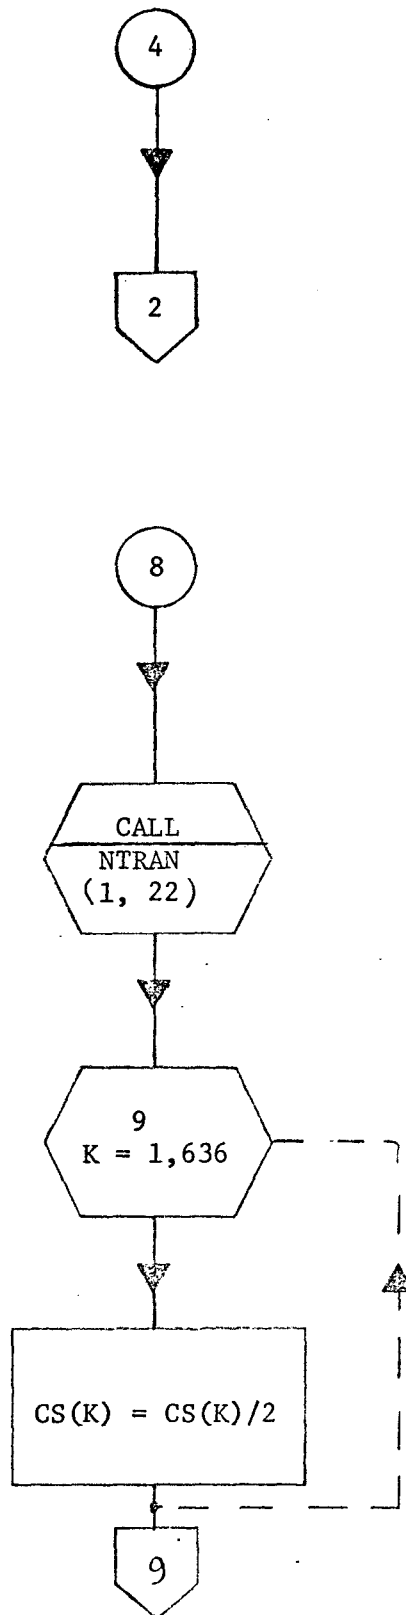 4
2
8
CALL
NTRAN
(1, 22)
9
K = 1,636
CS(K) = CS(K)/2
9